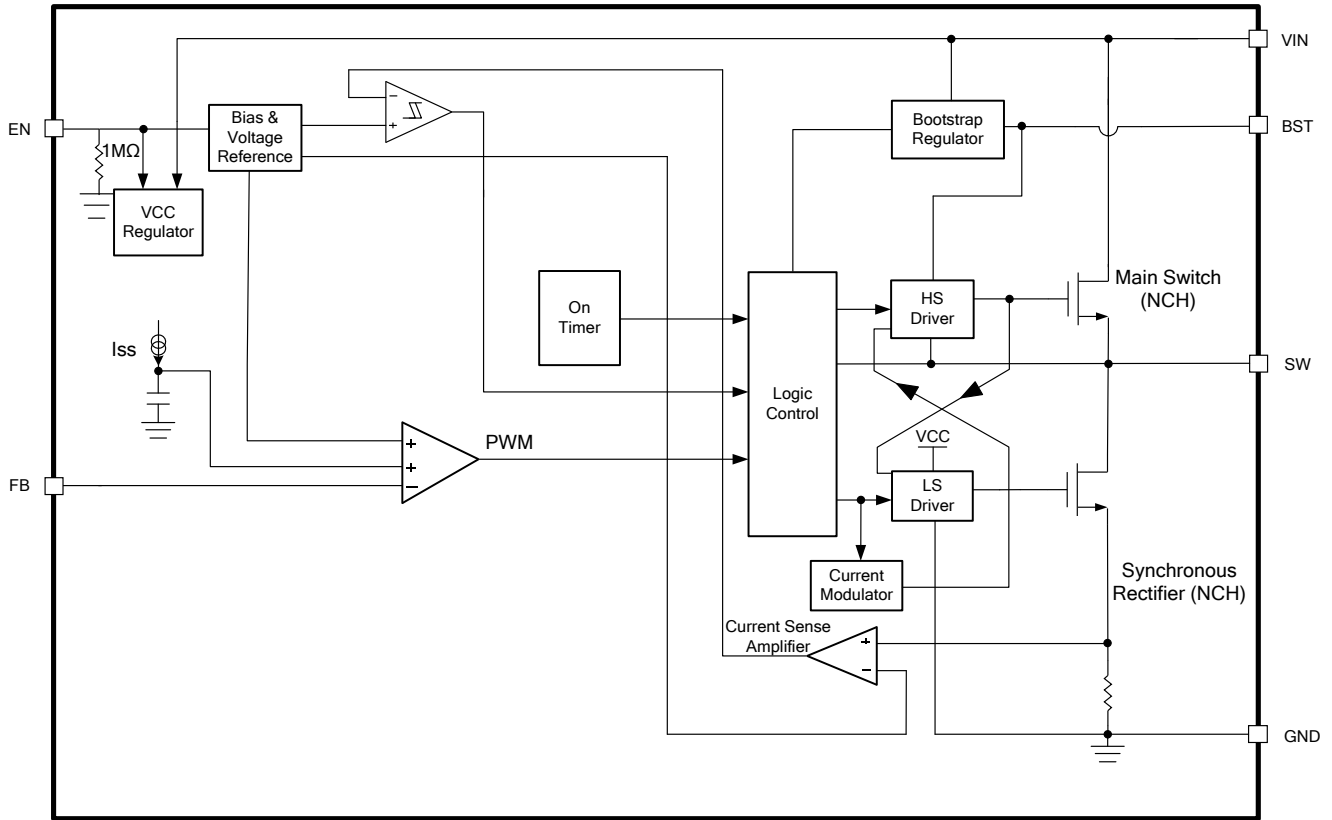 VIN
EN
Bias &
Voltage
Reference
−
+
Bootstrap
Regulator
BST
1MΩ
VCC
Regulator
On
Timer
HS
Driver
Main Switch
(NCH)
Iss
SW
Logic
Control
+
+
−
PWM
VCC
FB
LS
Driver
Current
Modulator
Synchronous
Rectifier (NCH)
Current Sense
Amplifier
+
−
GND